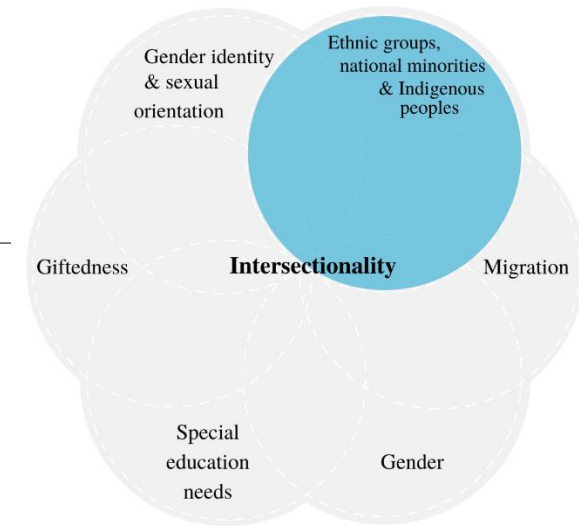 Gender identity
& sexual
orientation
Ethnic groups,
national minorities
& Indigenous
peoples
Giftedness
Intersectionality
Migration
Special
education
needs
Gender